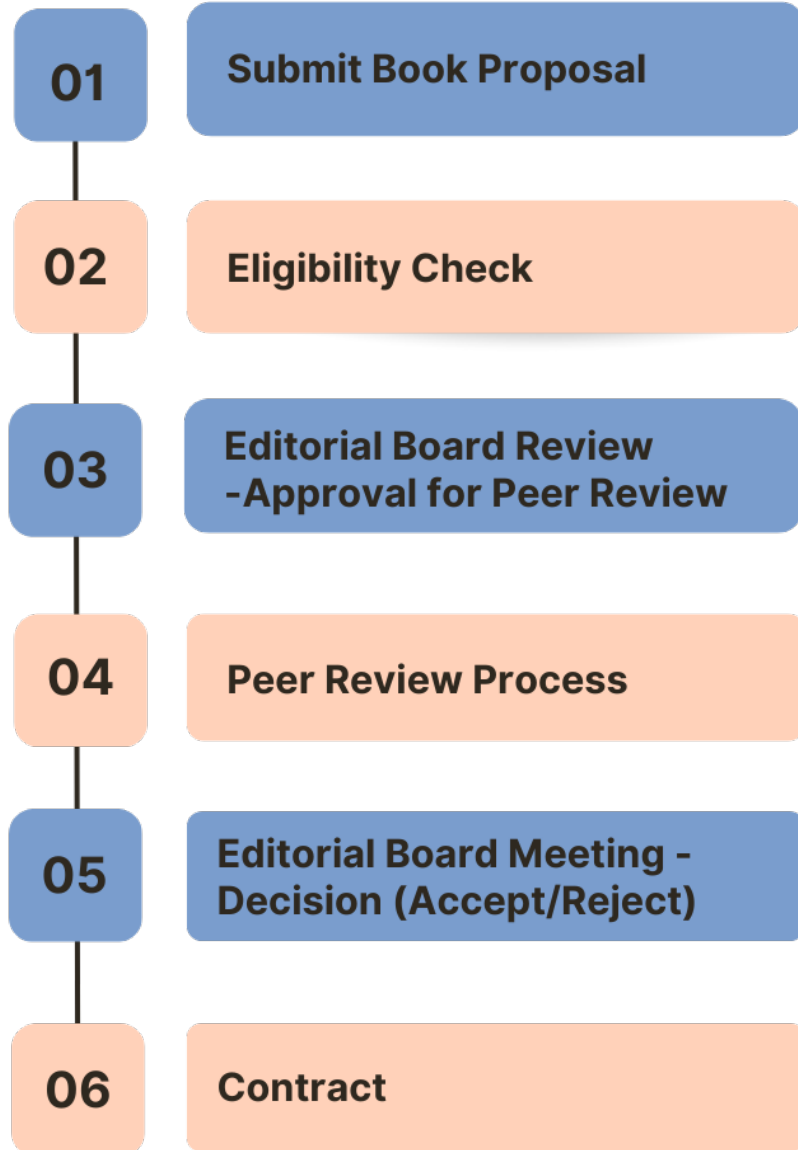 01
Submit Book Proposal
02
Eligibility Check
03
Editorial Board Review
-Approval for Peer Review
04
Peer Review Process
05
Editorial Board Meeting -
Decision (Accept/Reject)
06
Contract